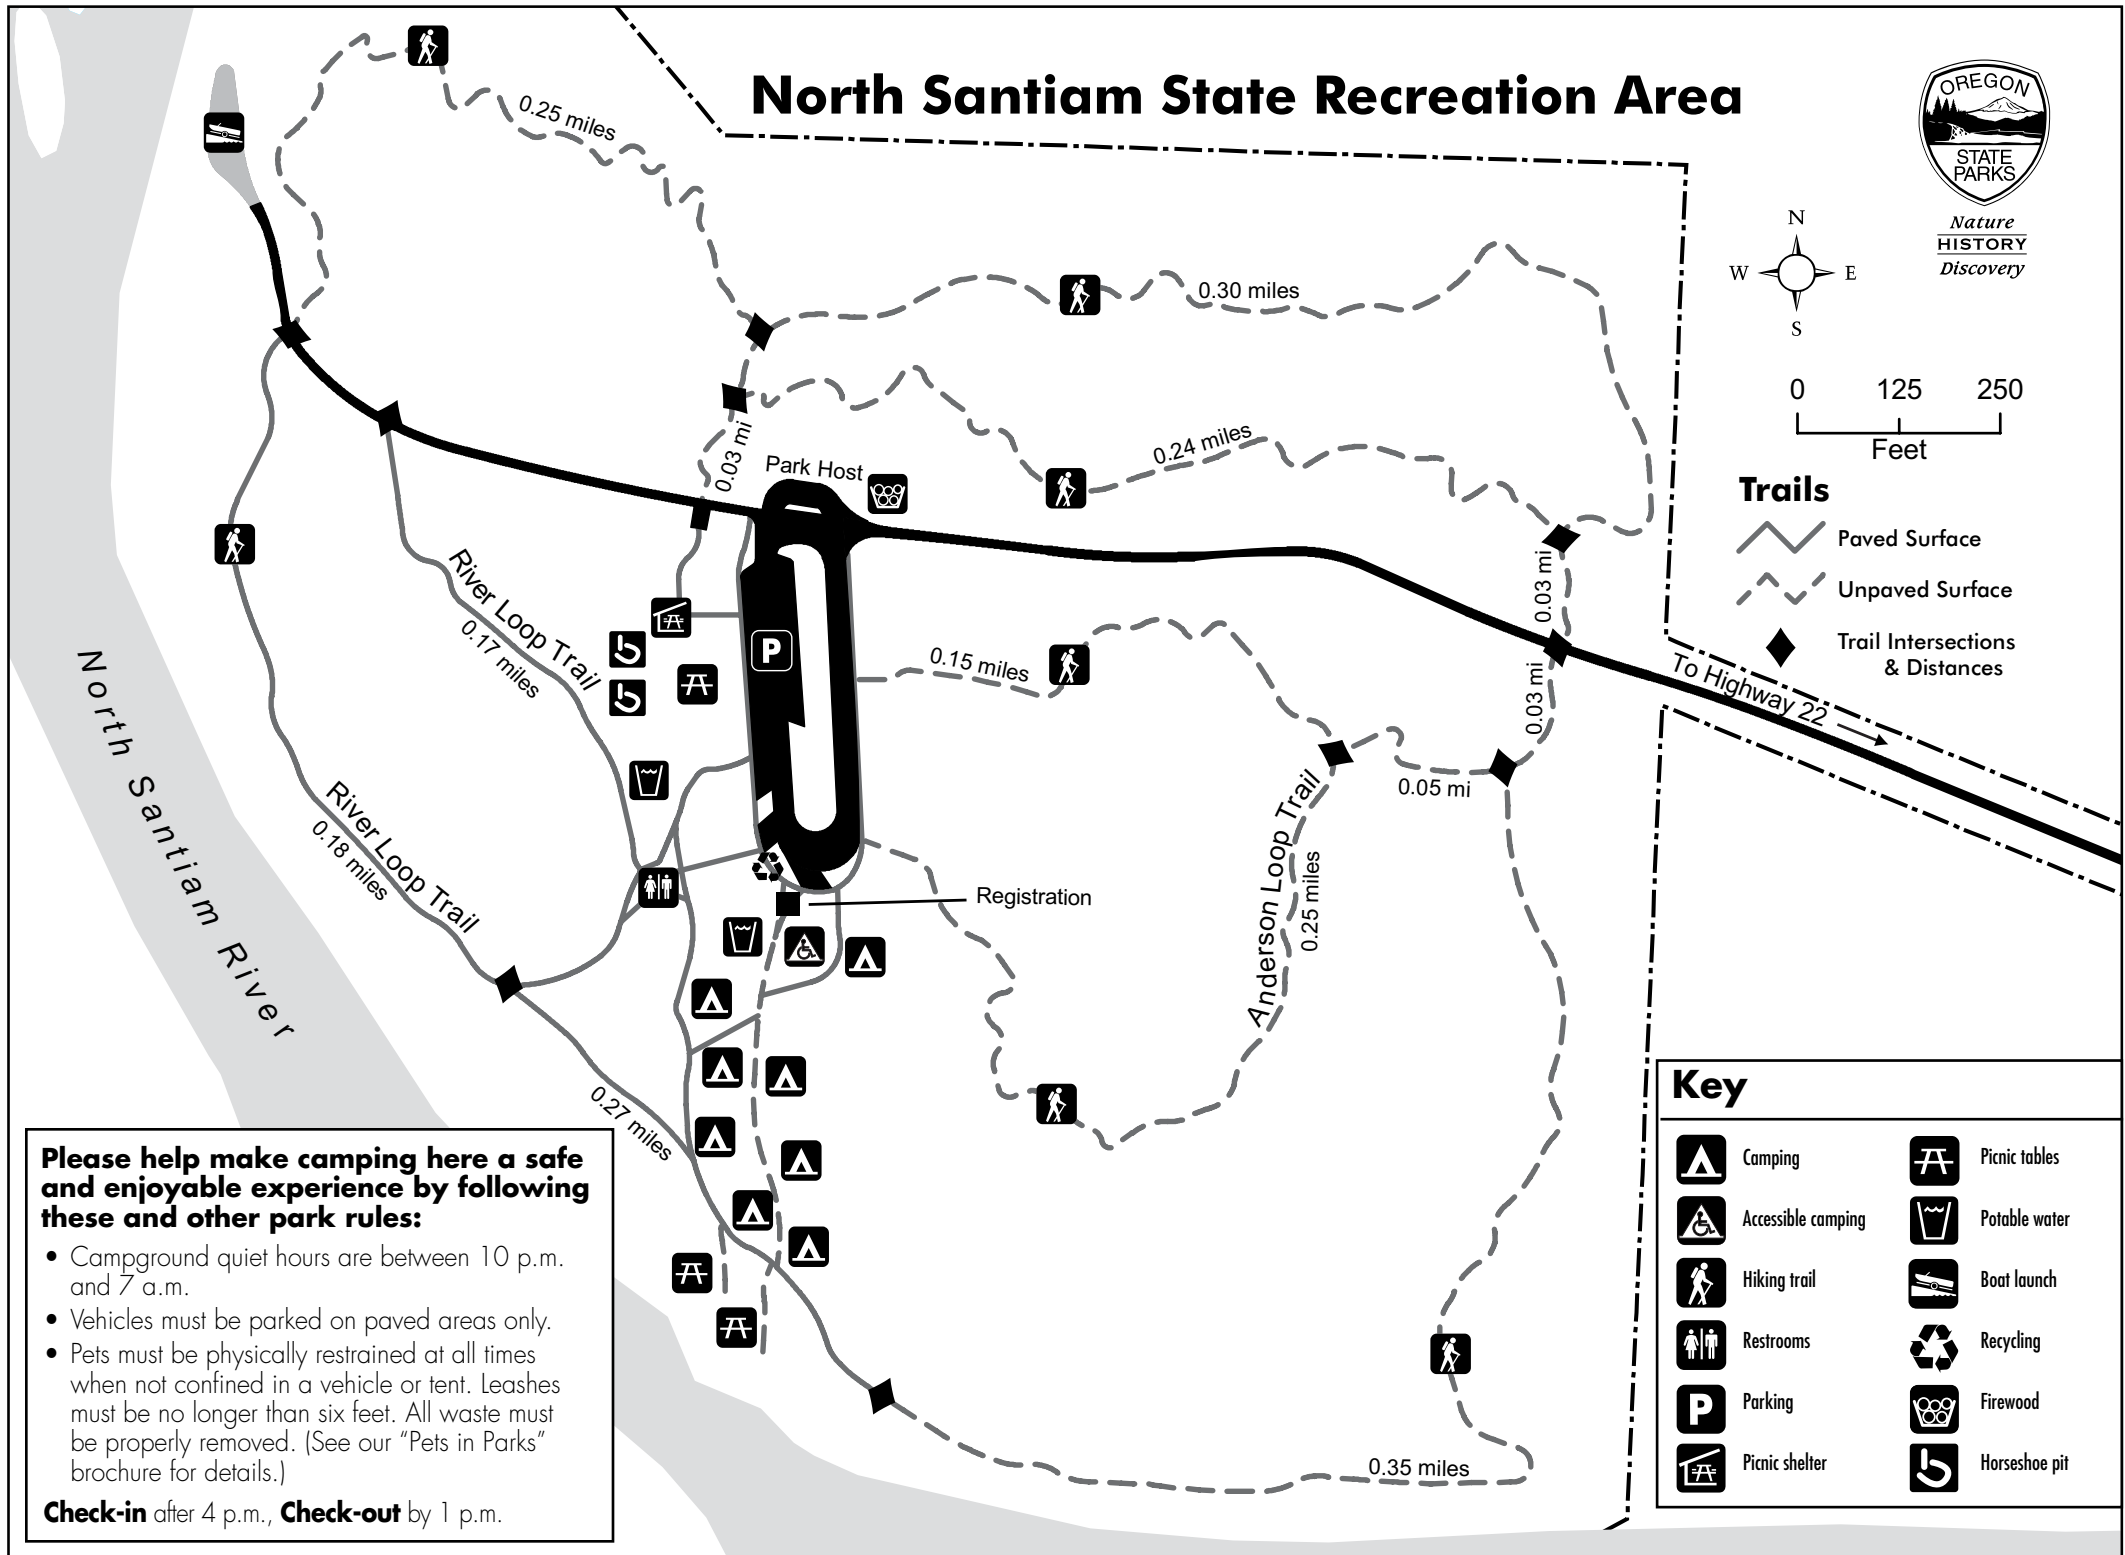 North Santiam State Recreation Area
OREGON
STATE
PARKS
Nature
HISTORY
Discovery
N
W E
S
0 125 250
Feet
Trails
Paved Surface
Unpaved Surface
Trail Intersections
& Distances
0.25 miles
0.30 miles
0.03 mi
Park Host
0.24 miles
0.03 mi
0.03 mi
To Highway 22
River Loop Trail
0.17 miles
P
0.15 miles
0.05 mi
Anderson Loop Trail
0.25 miles
North Santiam River
River Loop Trail
0.18 miles
Registration
0.27 miles
0.35 miles
Please help make camping here a safe
and enjoyable experience by following
these and other park rules:
• Campground quiet hours are between 10 p.m.
and 7 a.m.
• Vehicles must be parked on paved areas only.
• Pets must be physically restrained at all times
when not confined in a vehicle or tent. Leashes
must be no longer than six feet. All waste must
be properly removed. (See our “Pets in Parks”
brochure for details.)
Check-in after 4 p.m., Check-out by 1 p.m.
Key
Camping
Accessible camping
Hiking trail
Restrooms
P Parking
Picnic shelter
Picnic tables
Potable water
Boat launch
Recycling
Firewood
Horseshoe pit